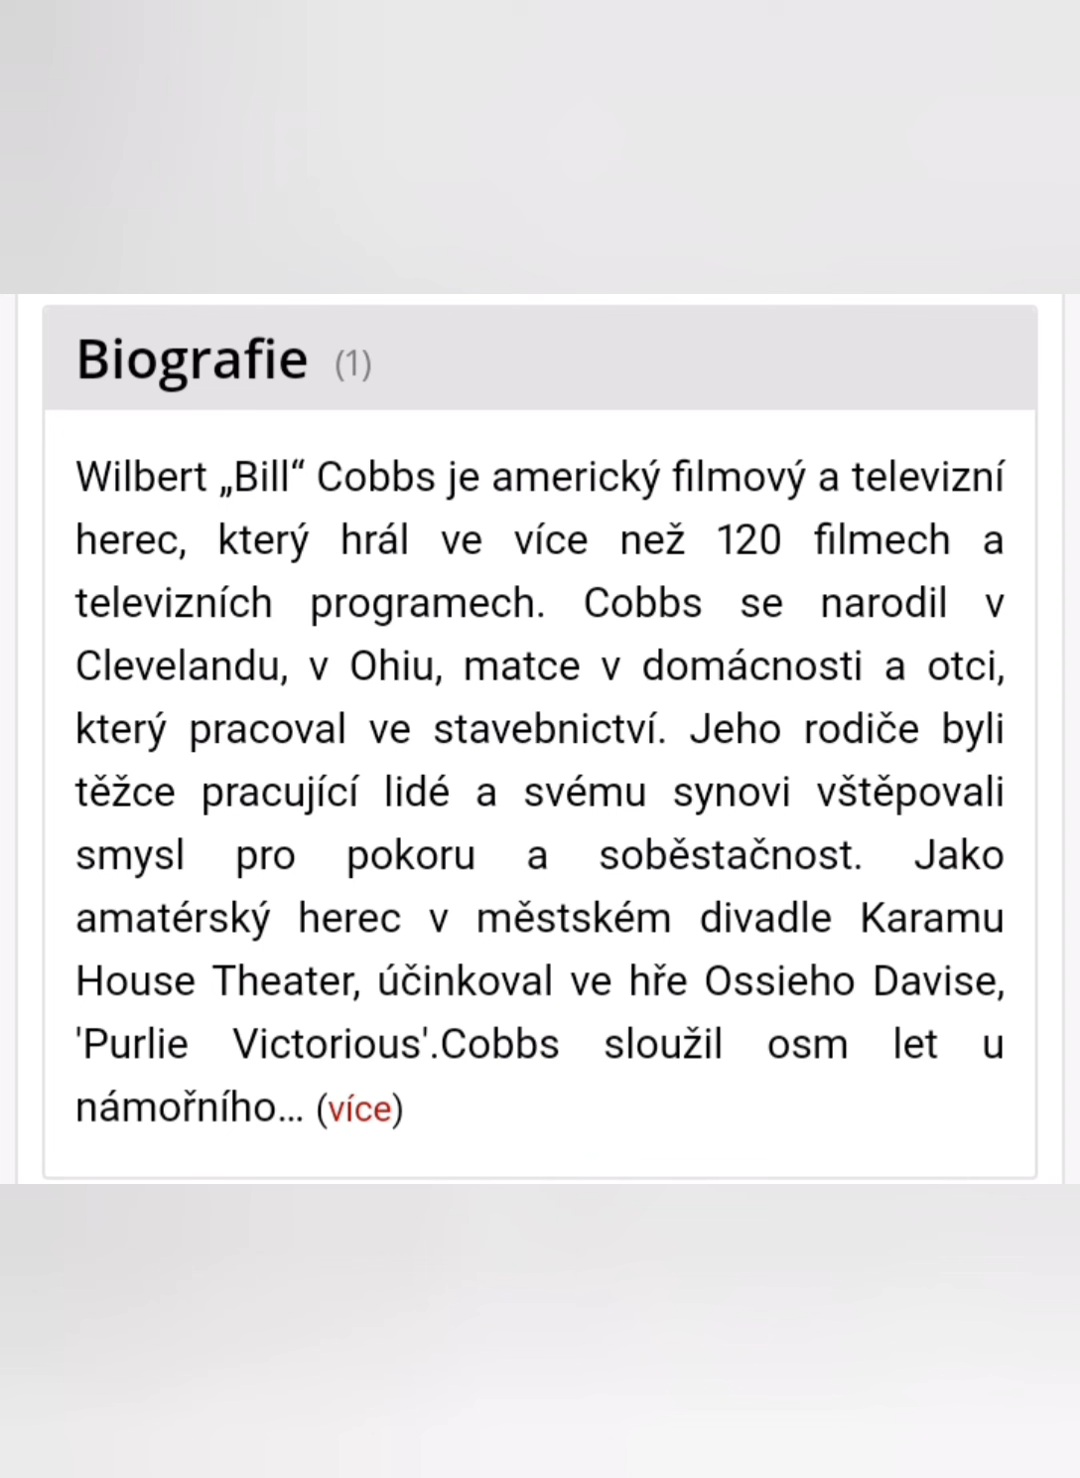 Biografie (1)
Wilbert „Bill“ Cobbs je americký filmový a televizní
herec, který hrál ve více než 120 filmech a
televizních programech. Cobbs se narodil v
Clevelandu, v Ohiu, matce v domácnosti a otci,
který pracoval ve stavebnictví. Jeho rodiče byli
těžce pracující lidé a svému synovi vštěpovali
smysl pro pokoru a soběstačnost. Jako
amatérský herec v městském divadle Karamu
House Theater, účinkoval ve hře Ossieho Davise,
'Purlie Victorious'.Cobbs sloužil osm let u
námořního... (více)